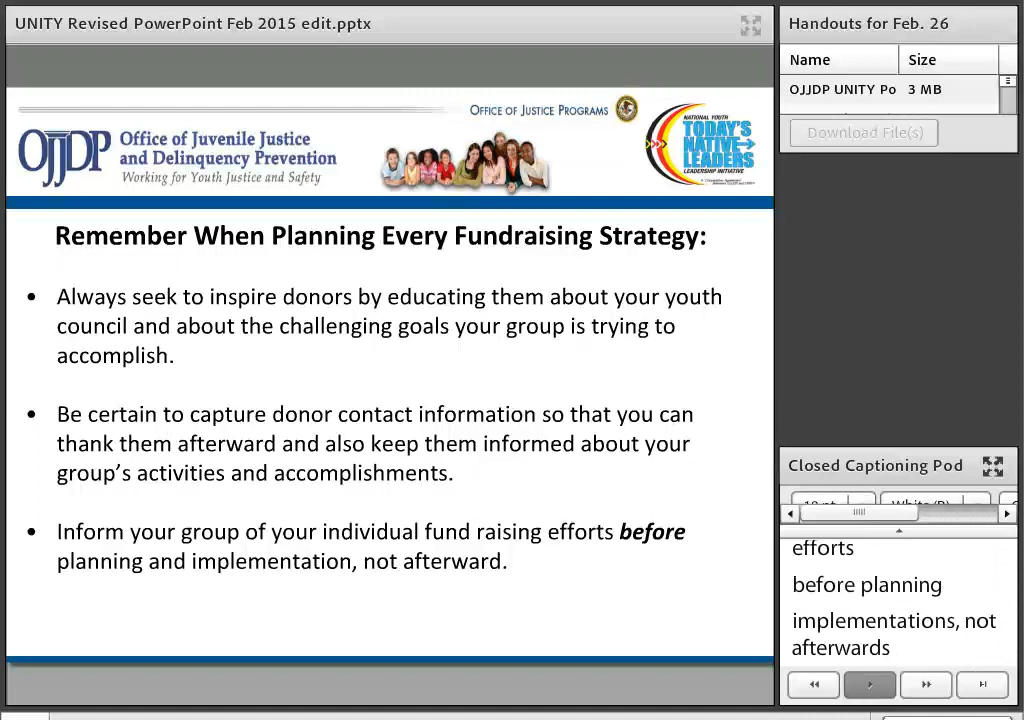 UNITY Revised PowerPoint Feb 2015 edit.pptx
OFFICE OF JUSTICE PROGRAMS
OJJDP
Office of Juvenile Justice
and Delinquency Prevention
Working for Youth Justice and Safety
NATIONAL YOUTH
TODAY'S
NATIVE
LEADERS
LEADERSHIP INITIATIVE
Remember When Planning Every Fundraising Strategy:
• Always seek to inspire donors by educating them about your youth
council and about the challenging goals your group is trying to
accomplish.
• Be certain to capture donor contact information so that you can
thank them afterward and also keep them informed about your
group's activities and accomplishments.
• Inform your group of your individual fund raising efforts before
planning and implementation, not afterward.
Handouts for Feb. 26
Name Size
OJJDP UNITY Po 3 MB
Download File(s)
Closed Captioning Pod
efforts
before planning
implementations, not
afterwards